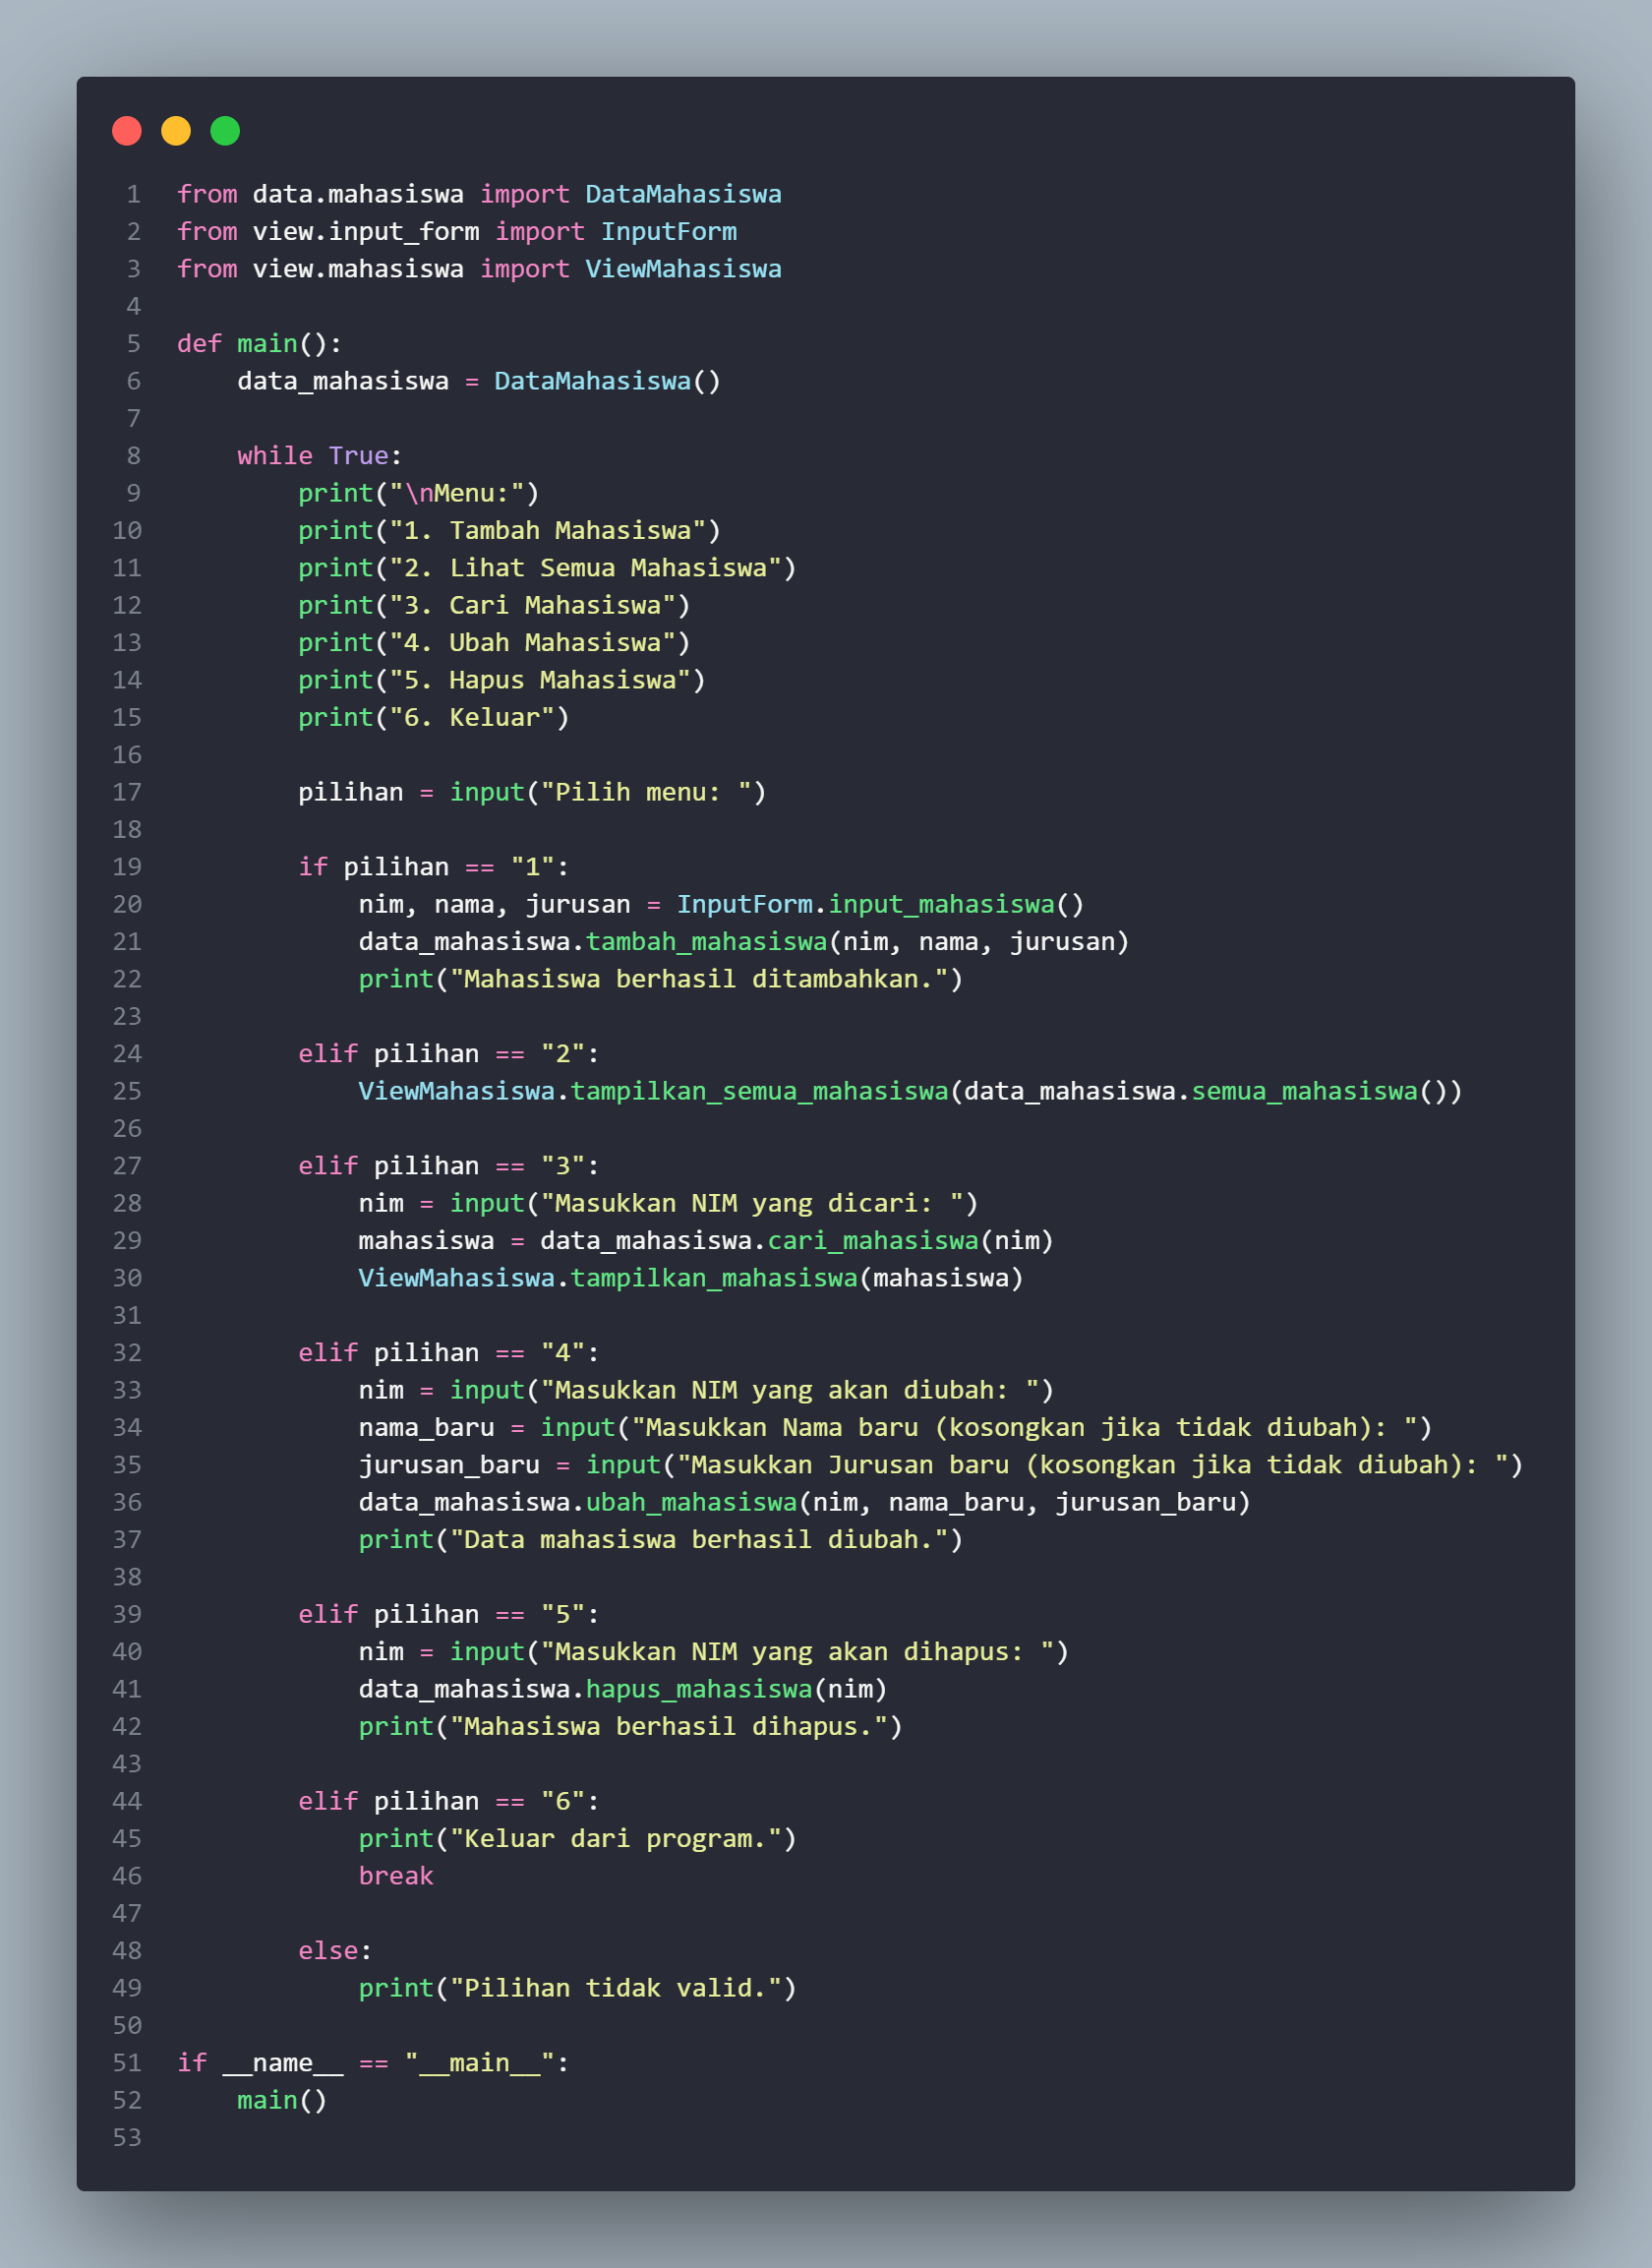 1 from data.mahasiswa import DataMahasiswa
2 from view.input_form import InputForm
3 from view.mahasiswa import ViewMahasiswa
4
5 def main():
6     data_mahasiswa = DataMahasiswa()
7
8     while True:
9         print("\nMenu:")
10         print("1. Tambah Mahasiswa")
11         print("2. Lihat Semua Mahasiswa")
12         print("3. Cari Mahasiswa")
13         print("4. Ubah Mahasiswa")
14         print("5. Hapus Mahasiswa")
15         print("6. Keluar")
16
17         pilihan = input("Pilih menu: ")
18
19         if pilihan == "1":
20             nim, nama, jurusan = InputForm.input_mahasiswa()
21             data_mahasiswa.tambah_mahasiswa(nim, nama, jurusan)
22             print("Mahasiswa berhasil ditambahkan.")
23
24         elif pilihan == "2":
25             ViewMahasiswa.tampilkan_semua_mahasiswa(data_mahasiswa.semua_mahasiswa())
26
27         elif pilihan == "3":
28             nim = input("Masukkan NIM yang dicari: ")
29             mahasiswa = data_mahasiswa.cari_mahasiswa(nim)
30             ViewMahasiswa.tampilkan_mahasiswa(mahasiswa)
31
32         elif pilihan == "4":
33             nim = input("Masukkan NIM yang akan diubah: ")
34             nama_baru = input("Masukkan Nama baru (kosongkan jika tidak diubah): ")
35             jurusan_baru = input("Masukkan Jurusan baru (kosongkan jika tidak diubah): ")
36             data_mahasiswa.ubah_mahasiswa(nim, nama_baru, jurusan_baru)
37             print("Data mahasiswa berhasil diubah.")
38
39         elif pilihan == "5":
40             nim = input("Masukkan NIM yang akan dihapus: ")
41             data_mahasiswa.hapus_mahasiswa(nim)
42             print("Mahasiswa berhasil dihapus.")
43
44         elif pilihan == "6":
45             print("Keluar dari program.")
46             break
47
48         else:
49             print("Pilihan tidak valid.")
50
51 if __name__ == "__main__":
52     main()
53